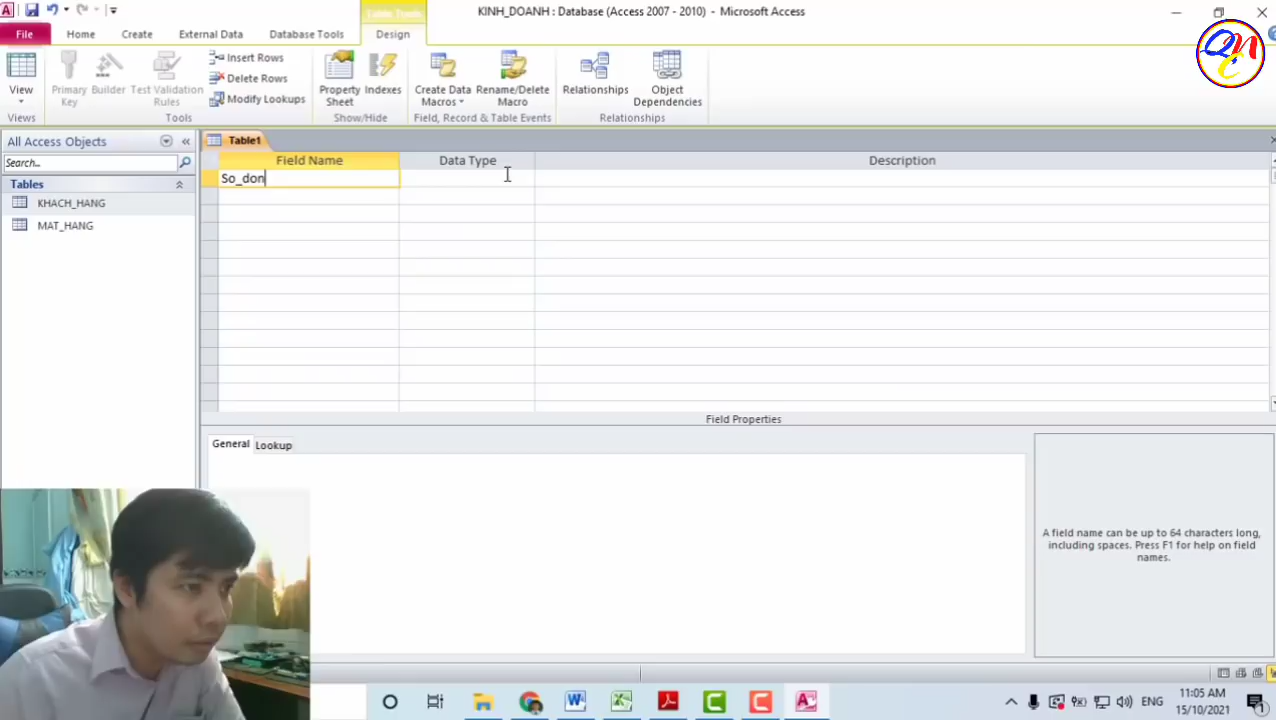 KINH_DOANH : Database (Access 2007 - 2010) - Microsoft Access
Table Tools
File Home Create External Data Database Tools Design
View
Primary Key
Builder
Test Validation Rules
Insert Rows
Delete Rows
Modify Lookups
Property Sheet
Indexes
Create Data Macros
Rename/Delete Macro
Relationships
Object Dependencies
Views Tools Show/Hide Field, Record & Table Events Relationships
All Access Objects
Search...
Tables
KHACH_HANG
MAT_HANG
Table1
Field Name Data Type Description
So_don
Field Properties
General Lookup
A field name can be up to 64 characters long,
including spaces. Press F1 for help on field
names.
ENG
11:05 AM
15/10/2021